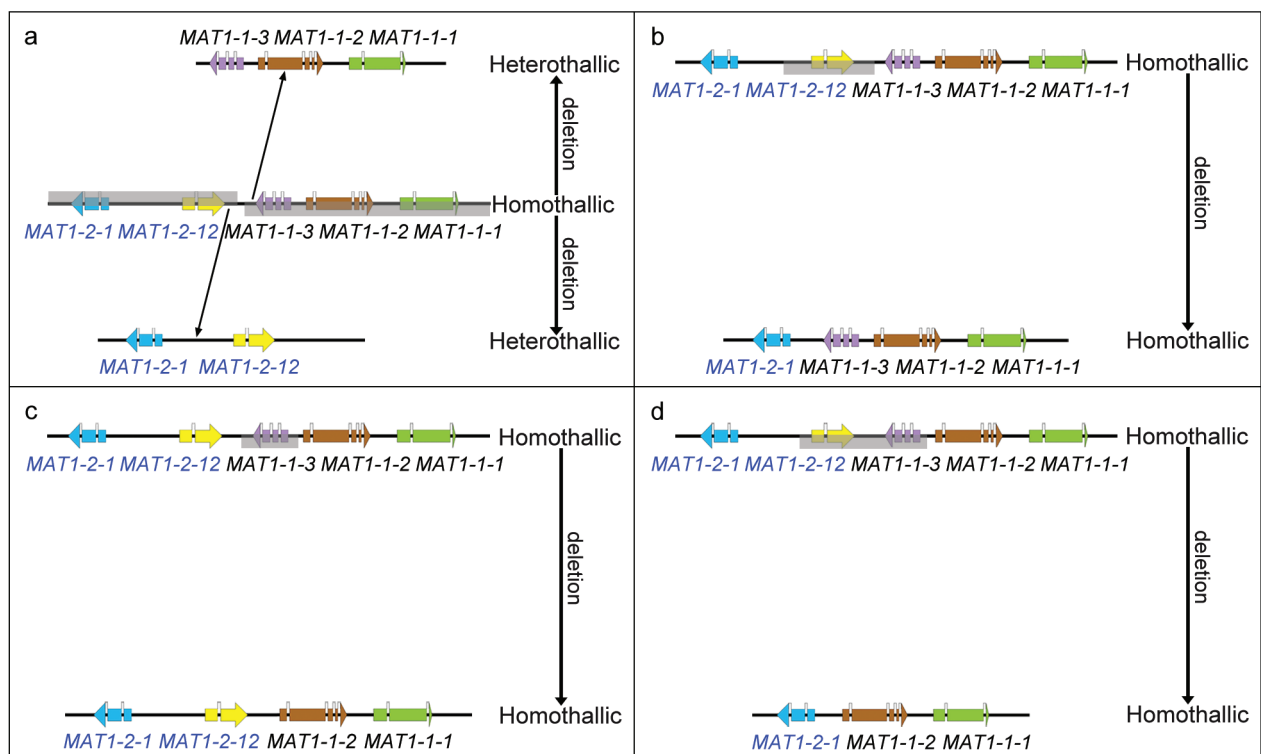 a
MAT1-1-3 MAT1-1-2 MAT1-1-1
Heterothallic
deletion
Homothallic
MAT1-2-1 MAT1-2-12 MAT1-1-3 MAT1-1-2 MAT1-1-1
deletion
Heterothallic
MAT1-2-1 MAT1-2-12
b
Homothallic
MAT1-2-1 MAT1-2-12 MAT1-1-3 MAT1-1-2 MAT1-1-1
deletion
Homothallic
MAT1-2-1 MAT1-1-3 MAT1-1-2 MAT1-1-1
c
Homothallic
MAT1-2-1 MAT1-2-12 MAT1-1-3 MAT1-1-2 MAT1-1-1
deletion
Homothallic
MAT1-2-1 MAT1-2-12 MAT1-1-2 MAT1-1-1
d
Homothallic
MAT1-2-1 MAT1-2-12 MAT1-1-3 MAT1-1-2 MAT1-1-1
deletion
Homothallic
MAT1-2-1 MAT1-1-2 MAT1-1-1